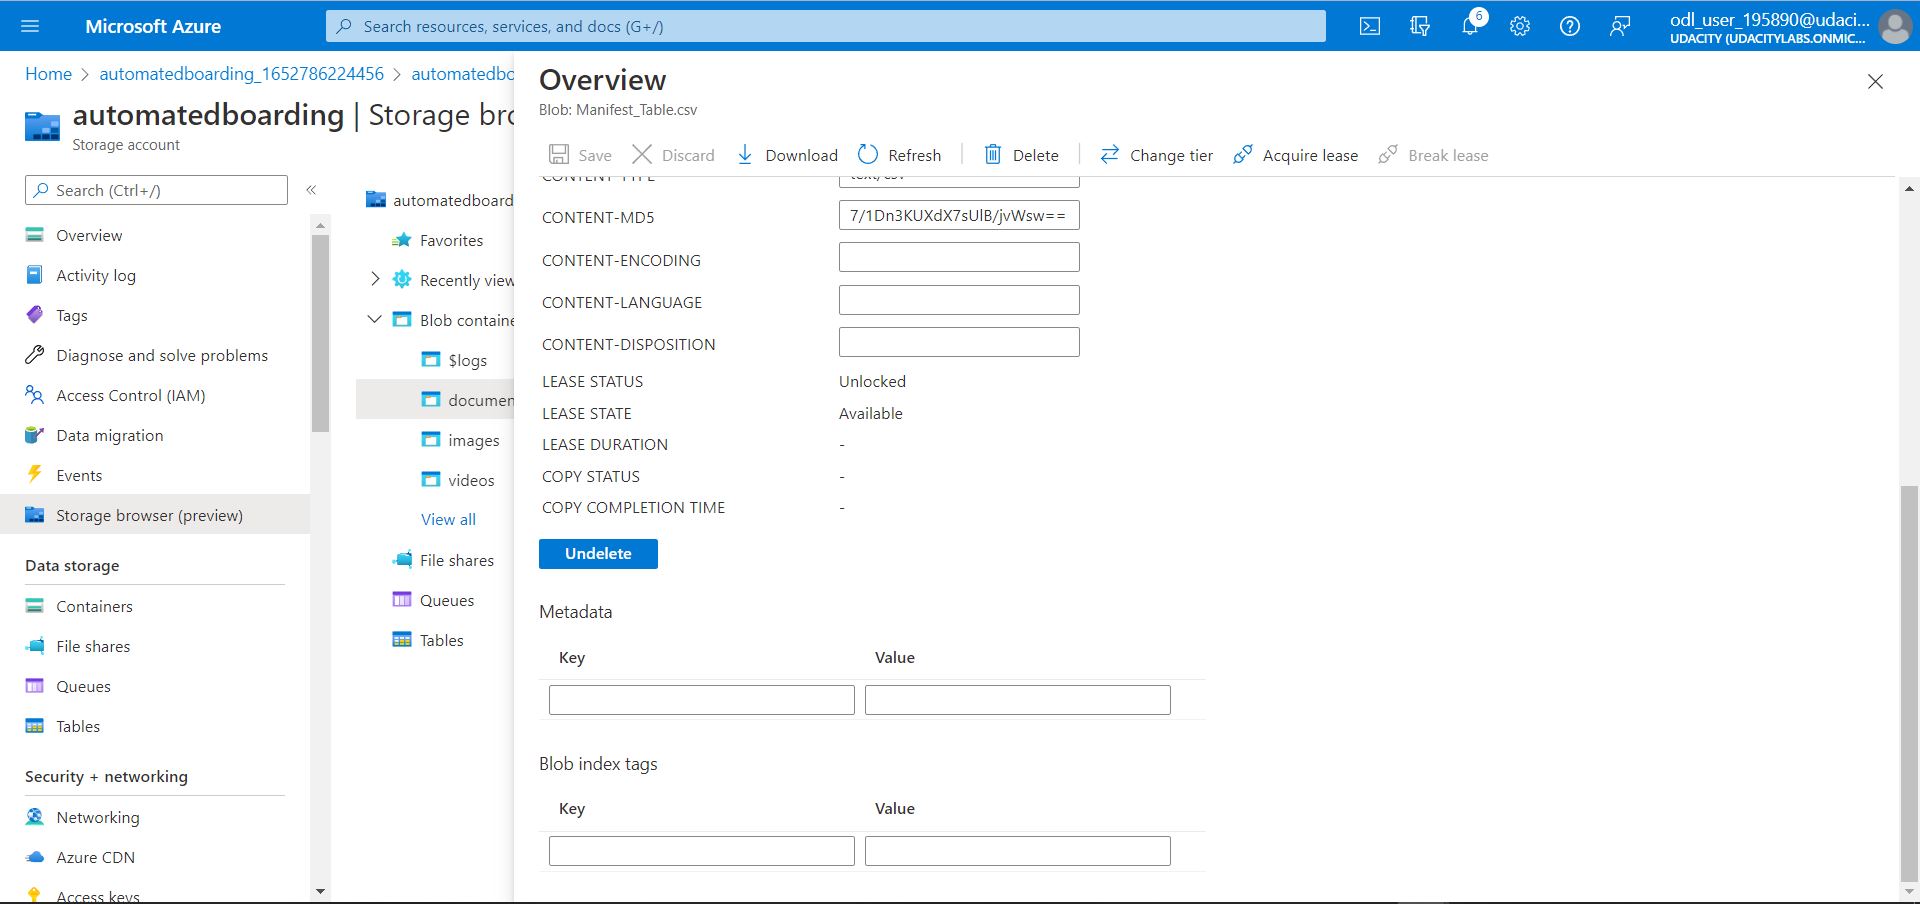 Microsoft Azure
Search resources, services, and docs (G+/)
6
odl_user_195890@udaci...
UDACITY (UDACITYLABS.ONMIC...
Home > automatedboarding_1652786224456 > automatedbo
automatedboarding | Storage bro
Storage account
Search (Ctrl+/)
«
Overview
Activity log
Tags
Diagnose and solve problems
Access Control (IAM)
Data migration
Events
Storage browser (preview)
Data storage
Containers
File shares
Queues
Tables
Security + networking
Networking
Azure CDN
Access keys
automatedboard
Favorites
Recently view
Blob containe
$logs
documen
images
videos
View all
File shares
Queues
Tables
Overview
Blob: Manifest_Table.csv
Save
Discard
Download
Refresh
Delete
Change tier
Acquire lease
Break lease
CONTENT-TYPE text/csv
CONTENT-MD5 7/1Dn3KUXdX7sUlB/jvWsw==
CONTENT-ENCODING
CONTENT-LANGUAGE
CONTENT-DISPOSITION
LEASE STATUS Unlocked
LEASE STATE Available
LEASE DURATION -
COPY STATUS -
COPY COMPLETION TIME -
Undelete
Metadata
Key Value
Blob index tags
Key Value